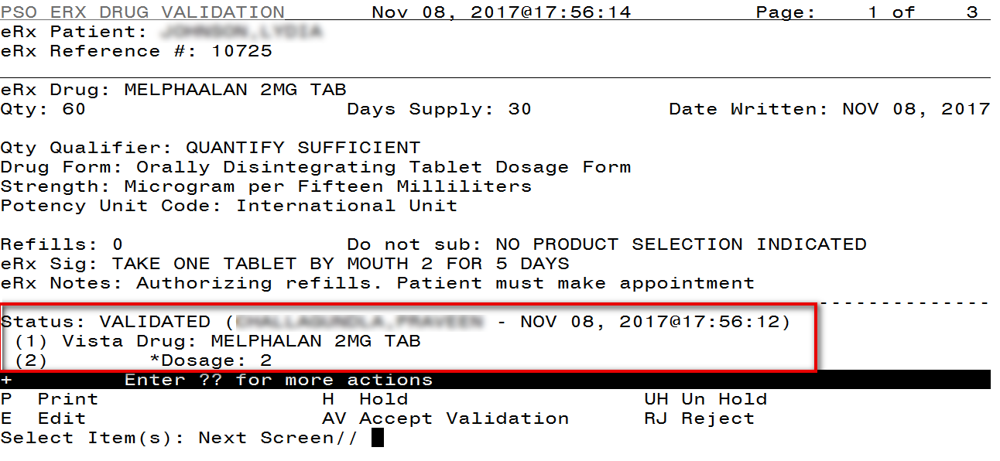 PSO ERX DRUG VALIDATION Nov 08, 2017@17:56:14 Page: 1 of 3
eRx Patient:
eRx Reference #: 10725
eRx Drug: MELPHAALAN 2MG TAB
Qty: 60 Days Supply: 30 Date Written: NOV 08, 2017
Qty Qualifier: QUANTIFY SUFFICIENT
Drug Form: Orally Disintegrating Tablet Dosage Form
Strength: Microgram per Fifteen Milliliters
Potency Unit Code: International Unit
Refills: 0 Do not sub: NO PRODUCT SELECTION INDICATED
eRx Sig: TAKE ONE TABLET BY MOUTH 2 FOR 5 DAYS
eRx Notes: Authorizing refills. Patient must make appointment
--------------
Status: VALIDATED ( - NOV 08, 2017@17:56:12)
(1) Vista Drug: MELPHALAN 2MG TAB
(2) *Dosage: 2
+ Enter ?? for more actions
P Print H Hold UH Un Hold
E Edit AV Accept Validation RJ Reject
Select Item(s): Next Screen//